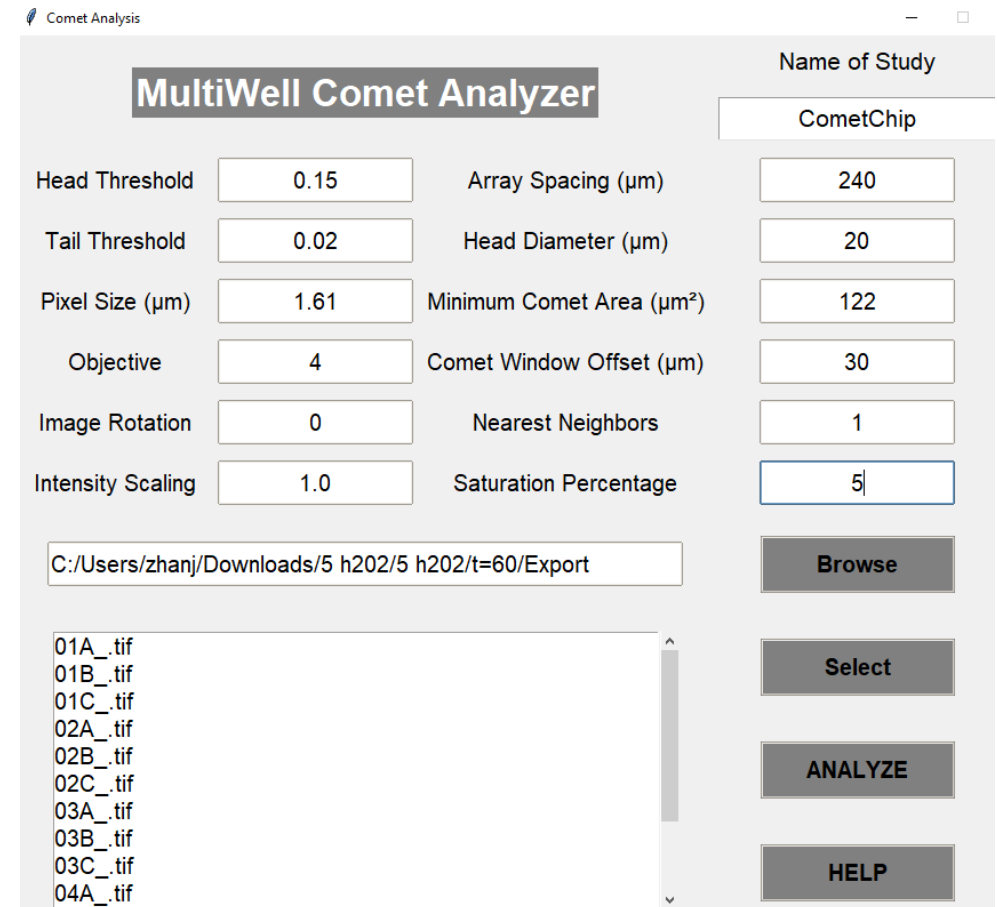 Comet Analysis
MultiWell Comet Analyzer
Name of Study
CometChip
Head Threshold 0.15 Array Spacing (µm) 240
Tail Threshold 0.02 Head Diameter (µm) 20
Pixel Size (µm) 1.61 Minimum Comet Area (µm²) 122
Objective 4 Comet Window Offset (µm) 30
Image Rotation 0 Nearest Neighbors 1
Intensity Scaling 1.0 Saturation Percentage 5
C:/Users/zhanj/Downloads/5 h202/5 h202/t=60/Export Browse
01A_.tif
01B_.tif Select
01C_.tif
02A_.tif
02B_.tif
02C_.tif ANALYZE
03A_.tif
03B_.tif
03C_.tif HELP
04A_.tif